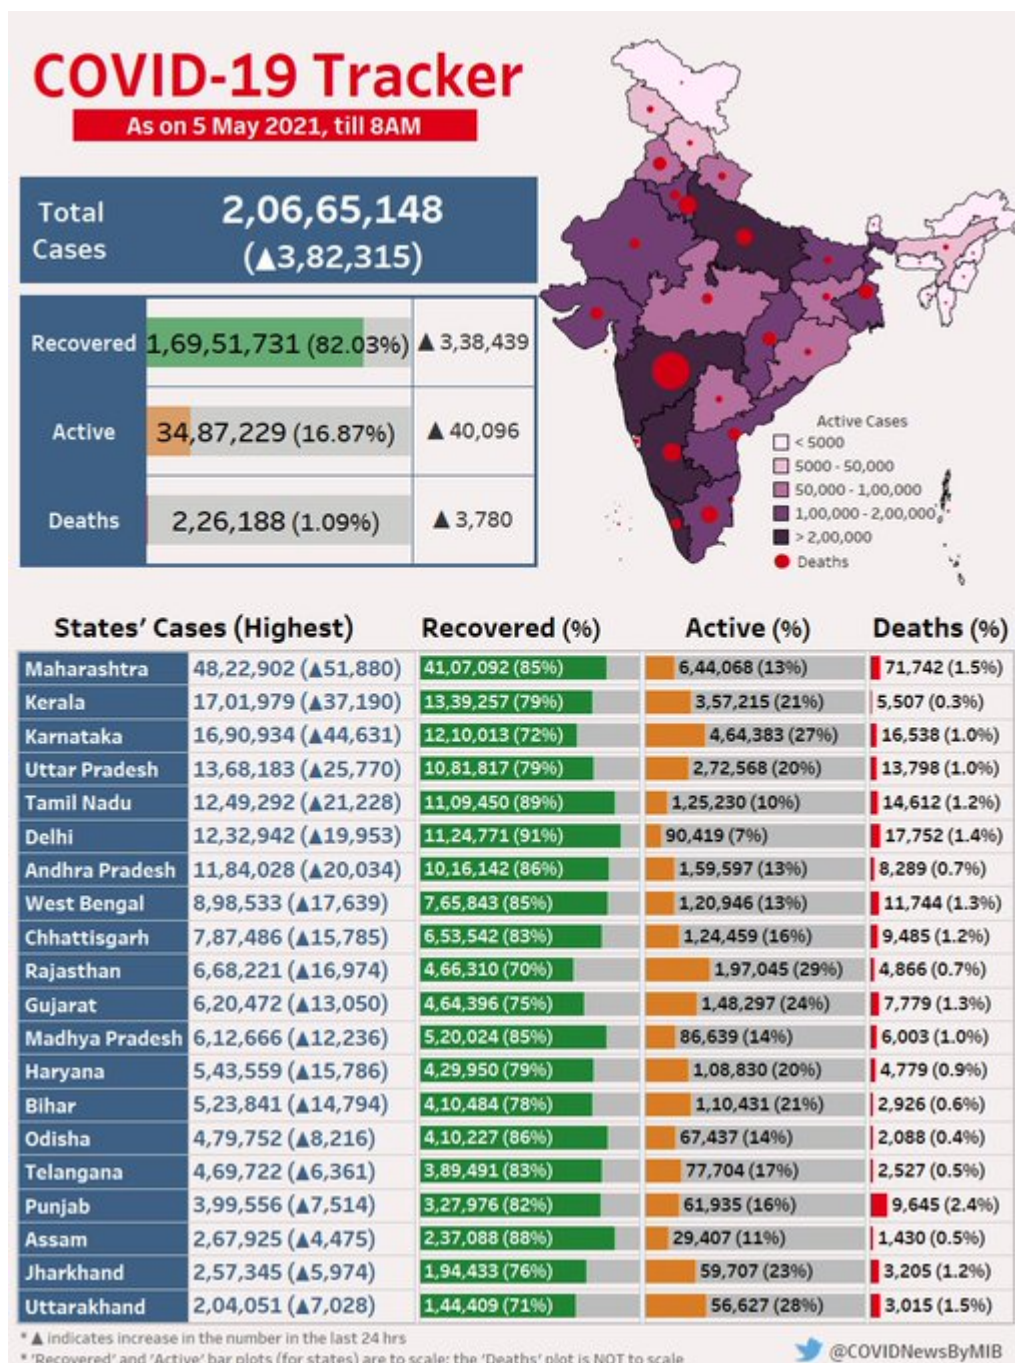 COVID-19 Tracker
As on 5 May 2021, till 8AM
Total Cases
2,06,65,148
(▲3,82,315)
Recovered 1,69,51,731 (82.03%) ▲ 3,38,439
Active 34,87,229 (16.87%) ▲ 40,096
Deaths 2,26,188 (1.09%) ▲ 3,780
Active Cases
< 5000
5000 - 50,000
50,000 - 1,00,000
1,00,000 - 2,00,000
> 2,00,000
Deaths
States' Cases (Highest) Recovered (%) Active (%) Deaths (%)
Maharashtra 48,22,902 (▲51,880) 41,07,092 (85%) 6,44,068 (13%) 71,742 (1.5%)
Kerala 17,01,979 (▲37,190) 13,39,257 (79%) 3,57,215 (21%) 5,507 (0.3%)
Karnataka 16,90,934 (▲44,631) 12,10,013 (72%) 4,64,383 (27%) 16,538 (1.0%)
Uttar Pradesh 13,68,183 (▲25,770) 10,81,817 (79%) 2,72,568 (20%) 13,798 (1.0%)
Tamil Nadu 12,49,292 (▲21,228) 11,09,450 (89%) 1,25,230 (10%) 14,612 (1.2%)
Delhi 12,32,942 (▲19,953) 11,24,771 (91%) 90,419 (7%) 17,752 (1.4%)
Andhra Pradesh 11,84,028 (▲20,034) 10,16,142 (86%) 1,59,597 (13%) 8,289 (0.7%)
West Bengal 8,98,533 (▲17,639) 7,65,843 (85%) 1,20,946 (13%) 11,744 (1.3%)
Chhattisgarh 7,87,486 (▲15,785) 6,53,542 (83%) 1,24,459 (16%) 9,485 (1.2%)
Rajasthan 6,68,221 (▲16,974) 4,66,310 (70%) 1,97,045 (29%) 4,866 (0.7%)
Gujarat 6,20,472 (▲13,050) 4,64,396 (75%) 1,48,297 (24%) 7,779 (1.3%)
Madhya Pradesh 6,12,666 (▲12,236) 5,20,024 (85%) 86,639 (14%) 6,003 (1.0%)
Haryana 5,43,559 (▲15,786) 4,29,950 (79%) 1,08,830 (20%) 4,779 (0.9%)
Bihar 5,23,841 (▲14,794) 4,10,484 (78%) 1,10,431 (21%) 2,926 (0.6%)
Odisha 4,79,752 (▲8,216) 4,10,227 (86%) 67,437 (14%) 2,088 (0.4%)
Telangana 4,69,722 (▲6,361) 3,89,491 (83%) 77,704 (17%) 2,527 (0.5%)
Punjab 3,99,556 (▲7,514) 3,27,976 (82%) 61,935 (16%) 9,645 (2.4%)
Assam 2,67,925 (▲4,475) 2,37,088 (88%) 29,407 (11%) 1,430 (0.5%)
Jharkhand 2,57,345 (▲5,974) 1,94,433 (76%) 59,707 (23%) 3,205 (1.2%)
Uttarakhand 2,04,051 (▲7,028) 1,44,409 (71%) 56,627 (28%) 3,015 (1.5%)
* ▲ indicates increase in the number in the last 24 hrs
* 'Recovered' and 'Active' bar plots (for states) are to scale; the 'Deaths' plot is NOT to scale
@COVIDNewsByMIB